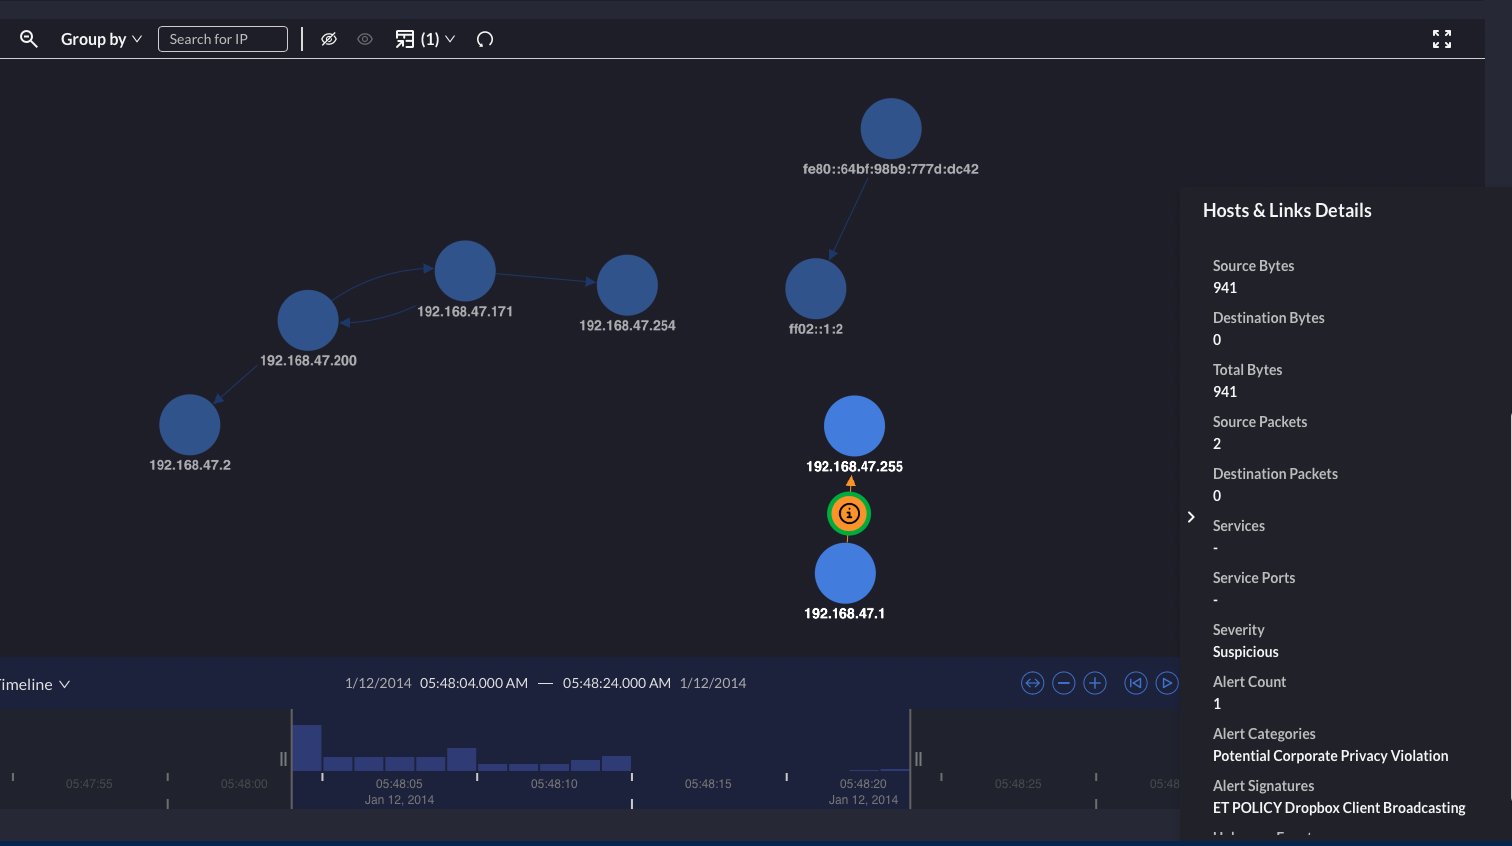 Group by
Search for IP
(1)
fe80::64bf:98b9:777d:dc42
192.168.47.171
192.168.47.254
ff02::1:2
192.168.47.200
192.168.47.2
192.168.47.255
192.168.47.1
Hosts & Links Details
Source Bytes
941
Destination Bytes
0
Total Bytes
941
Source Packets
2
Destination Packets
0
Services
-
Service Ports
-
Severity
Suspicious
Alert Count
1
Alert Categories
Potential Corporate Privacy Violation
Alert Signatures
ET POLICY Dropbox Client Broadcasting
Timeline
1/12/2014 05:48:04.000 AM — 05:48:24.000 AM 1/12/2014
05:47:55 05:48:00 05:48:05 05:48:10 05:48:15 05:48:20 05:48:25 05:48
Jan 12, 2014 Jan 12, 2014